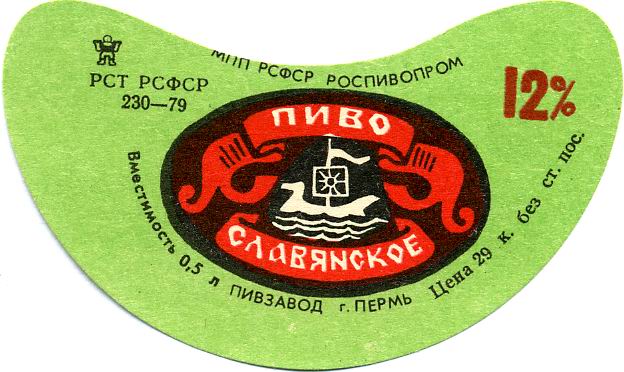 МПП РСФСР РОСПИВОПРОМ
РСТ РСФСР
230—79
12%
ПИВО
СЛАВЯНСКОЕ
Вместимость 0,5 л
ПИВЗАВОД г. ПЕРМЬ
Цена 29 к. без ст. пос.